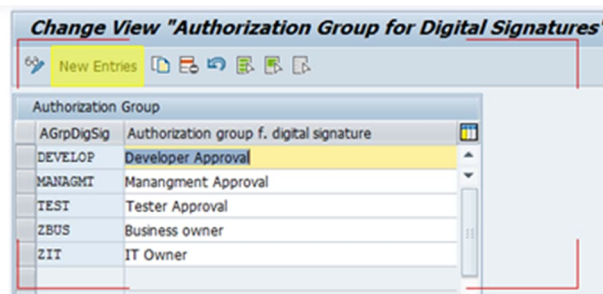 Change View "Authorization Group for Digital Signatures"
New Entries
Authorization Group
AGrpDigSig Authorization group f. digital signature
DEVELOP Developer Approval
MANAGMT Manangment Approval
TEST Tester Approval
ZBUS Business owner
ZIT IT Owner